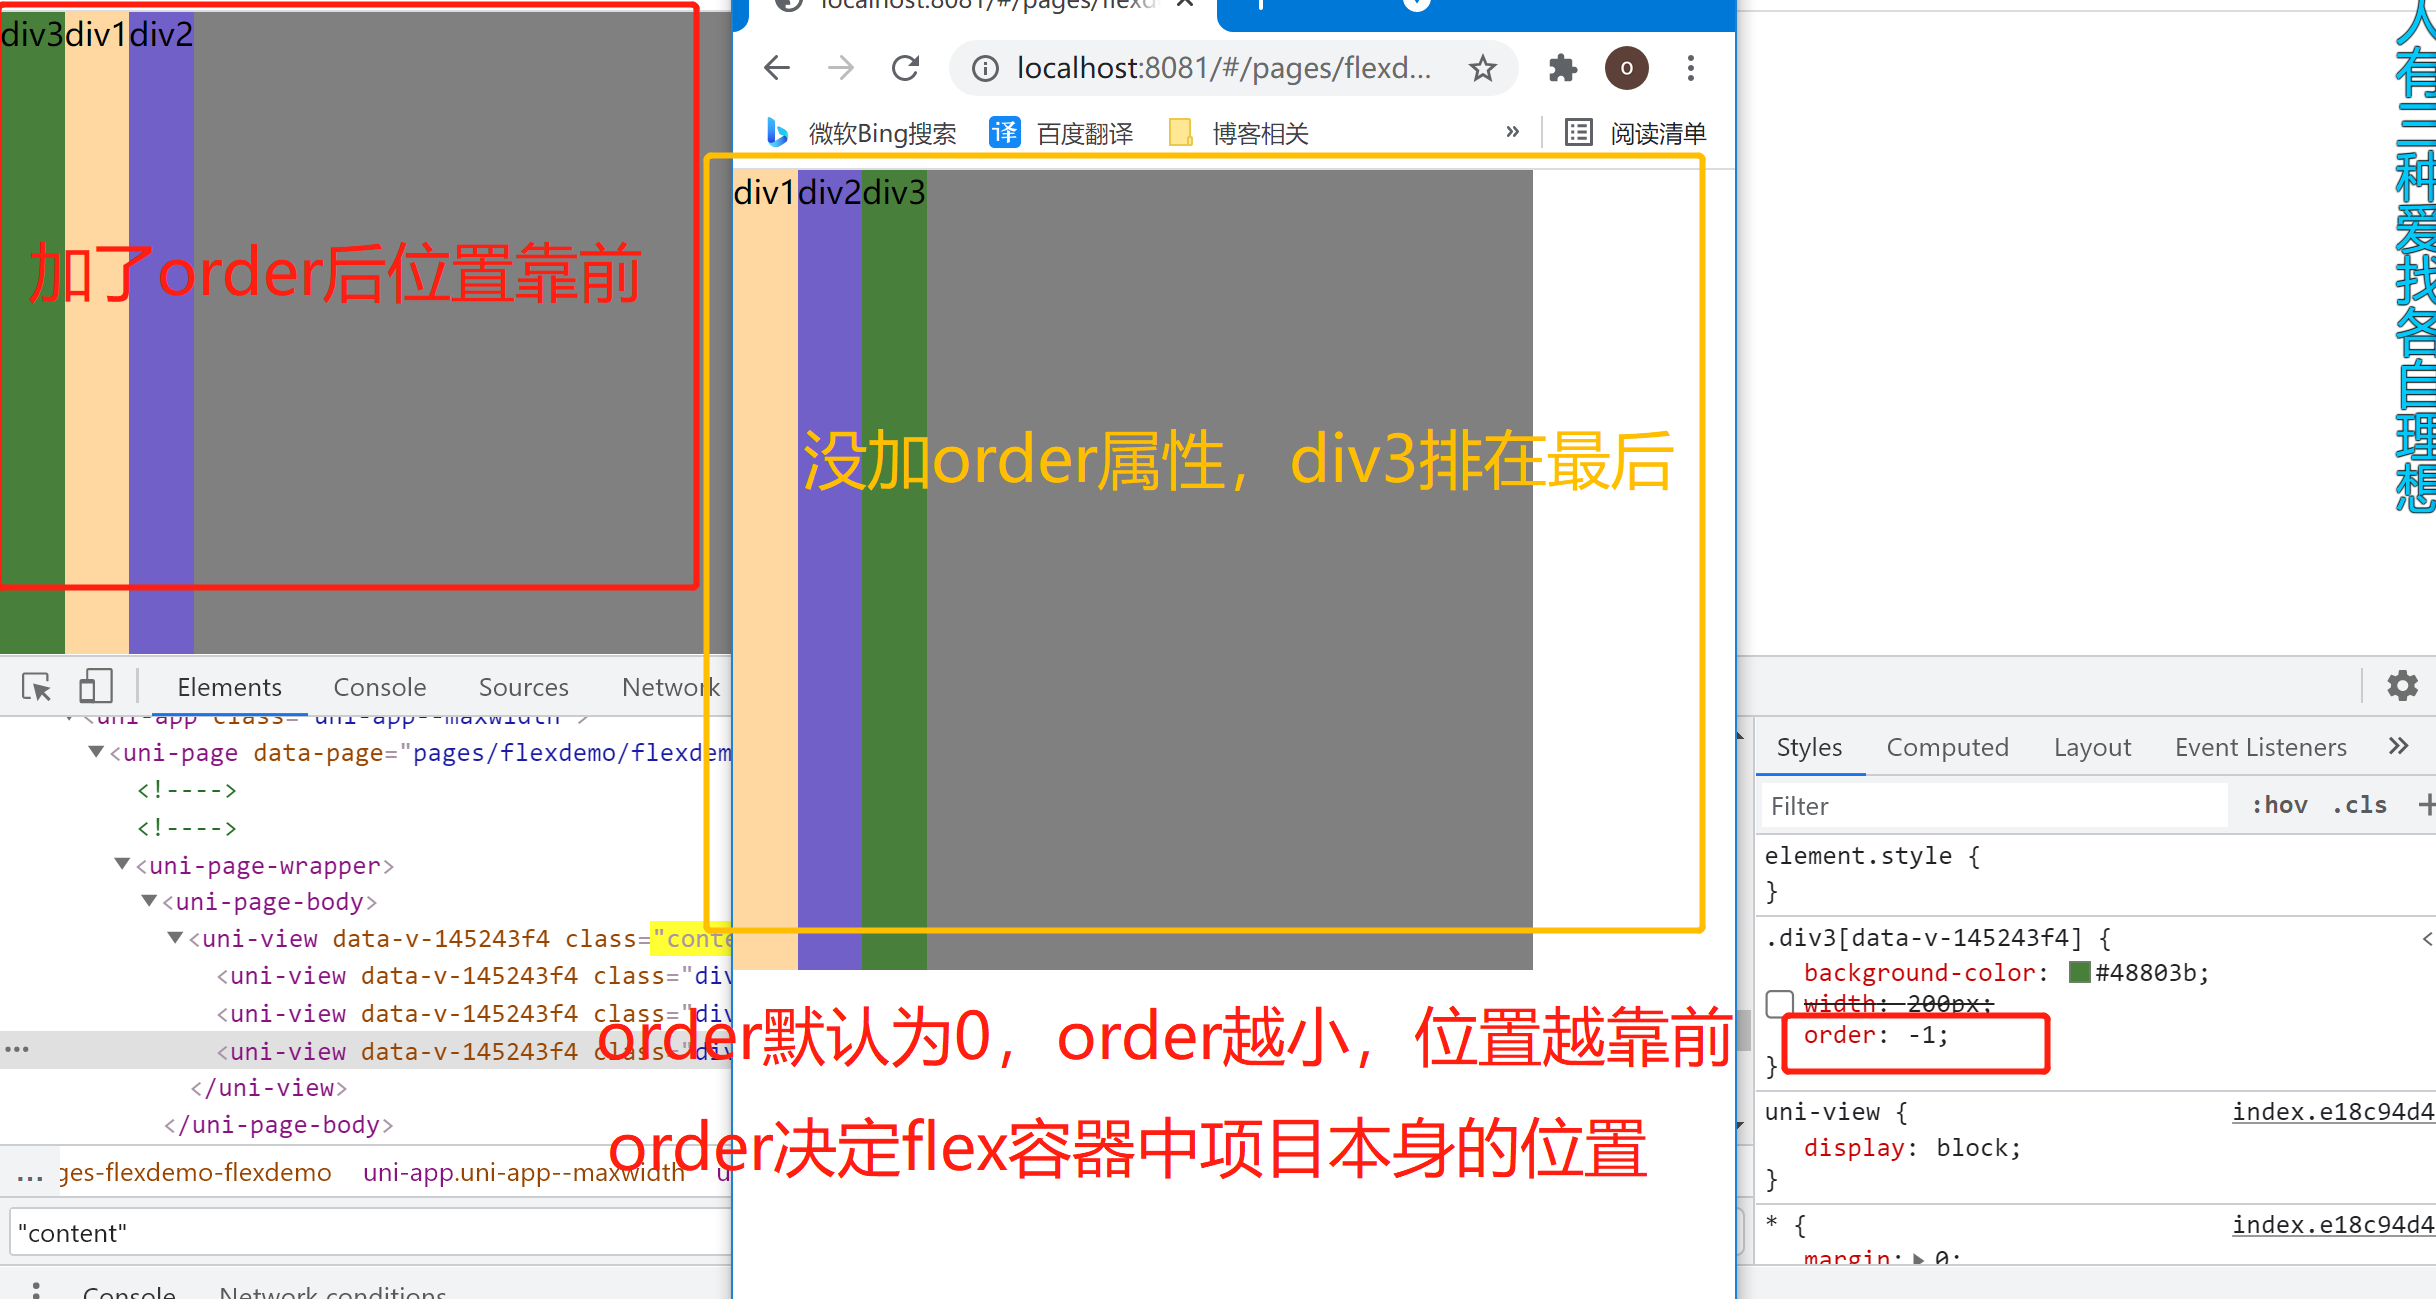 div3div1div2
加了order后位置靠前
localhost:8081/#/pages/flexd
localhost:8081/#/pages/flexd...
微软Bing搜索 译 百度翻译 博客相关 » 阅读清单
div1div2div3
没加order属性，div3排在最后
人有三种爱找各自理想
order默认为0，order越小，位置越靠前
order决定flex容器中项目本身的位置
Elements Console Sources Network
<uni-app class="uni-app--maxwidth">
<uni-page data-page="pages/flexdemo/flexdem
<!---->
<!---->
<uni-page-wrapper>
<uni-page-body>
<uni-view data-v-145243f4 class="conte
<uni-view data-v-145243f4 class="div
<uni-view data-v-145243f4 class="div
<uni-view data-v-145243f4 class="div
</uni-view>
</uni-page-body>
... ges-flexdemo-flexdemo uni-app.uni-app--maxwidth u
"content"
Console Network conditions
Styles Computed Layout Event Listeners »
Filter :hov .cls +
element.style {
}
.div3[data-v-145243f4] { <
background-color: #48803b;
width: 200px;
order: -1;
}
uni-view { index.e18c94d4
display: block;
}
* { index.e18c94d4
margin: 0;